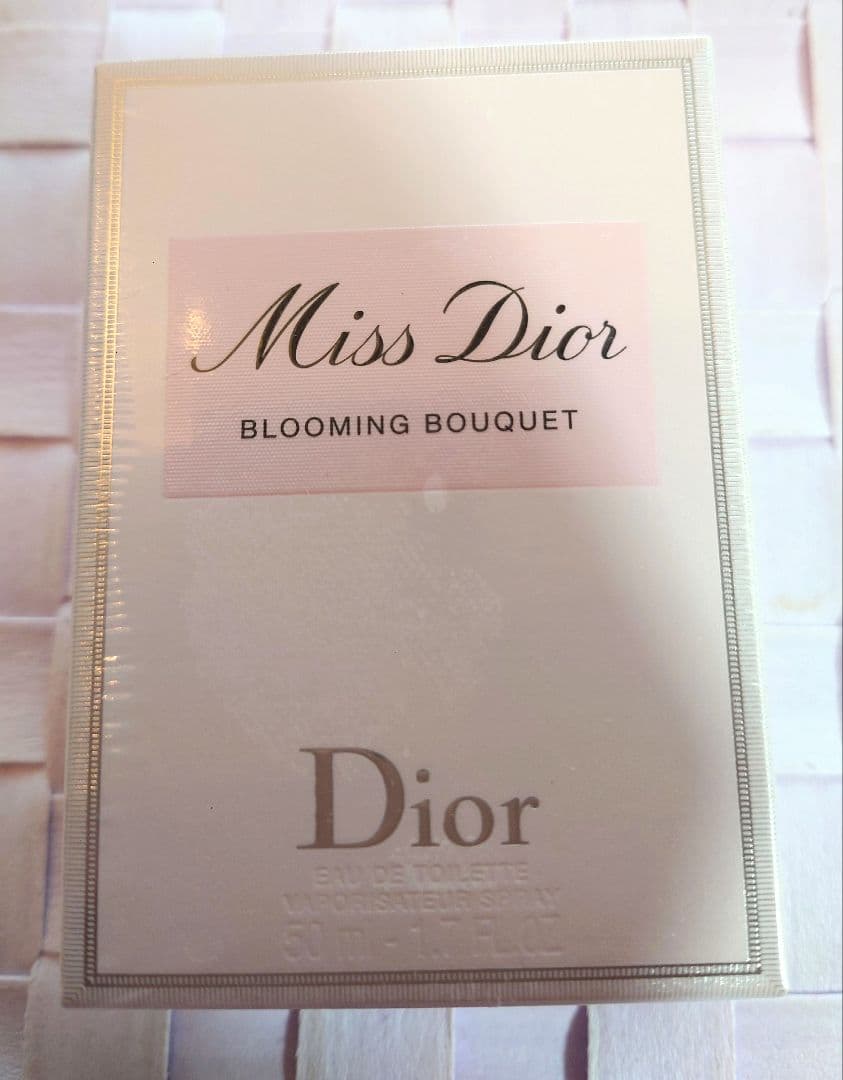 Miss Dior
BLOOMING BOUQUET
Dior
EAU DE TOILETTE
VAPORISATEUR SPRAY
50 ml - 1.7 FL.OZ